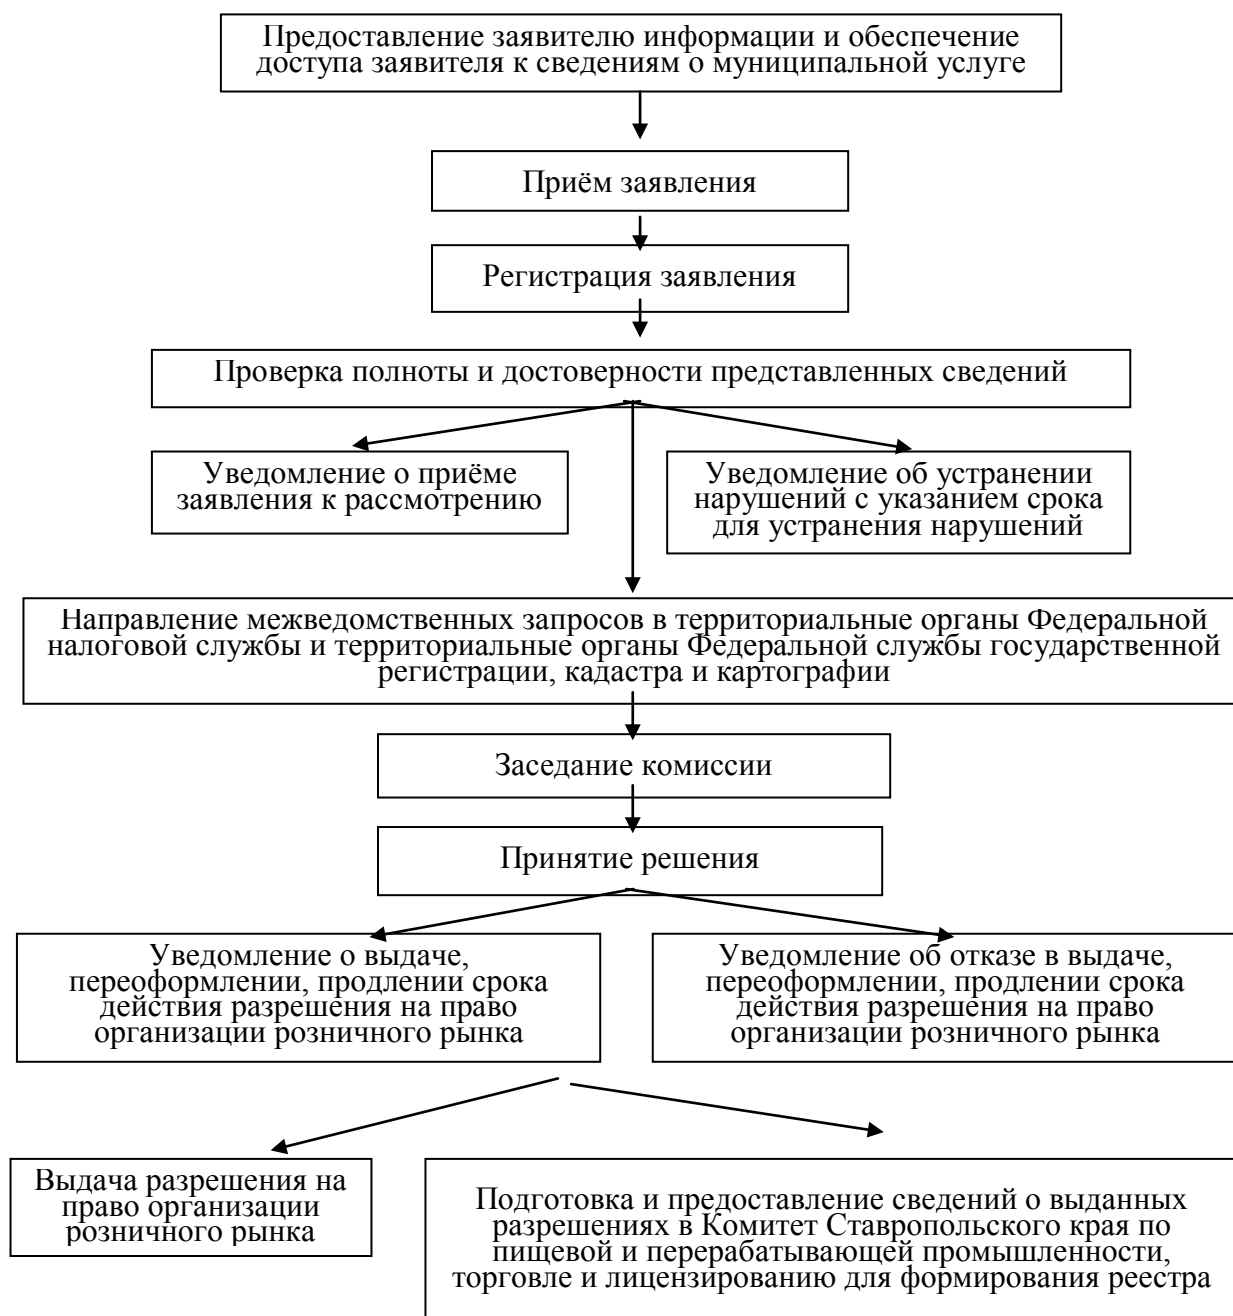 Предоставление заявителю информации и обеспечение
доступа заявителя к сведениям о муниципальной услуге
Приём заявления
Регистрация заявления
Проверка полноты и достоверности представленных сведений
Уведомление о приёме
заявления к рассмотрению
Уведомление об устранении
нарушений с указанием срока
для устранения нарушений
Направление межведомственных запросов в территориальные органы Федеральной
налоговой службы и территориальные органы Федеральной службы государственной
регистрации, кадастра и картографии
Заседание комиссии
Принятие решения
Уведомление о выдаче,
переоформлении, продлении срока
действия разрешения на право
организации розничного рынка
Уведомление об отказе в выдаче,
переоформлении, продлении срока
действия разрешения на право
организации розничного рынка
Выдача разрешения на
право организации
розничного рынка
Подготовка и предоставление сведений о выданных
разрешениях в Комитет Ставропольского края по
пищевой и перерабатывающей промышленности,
торговле и лицензированию для формирования реестра